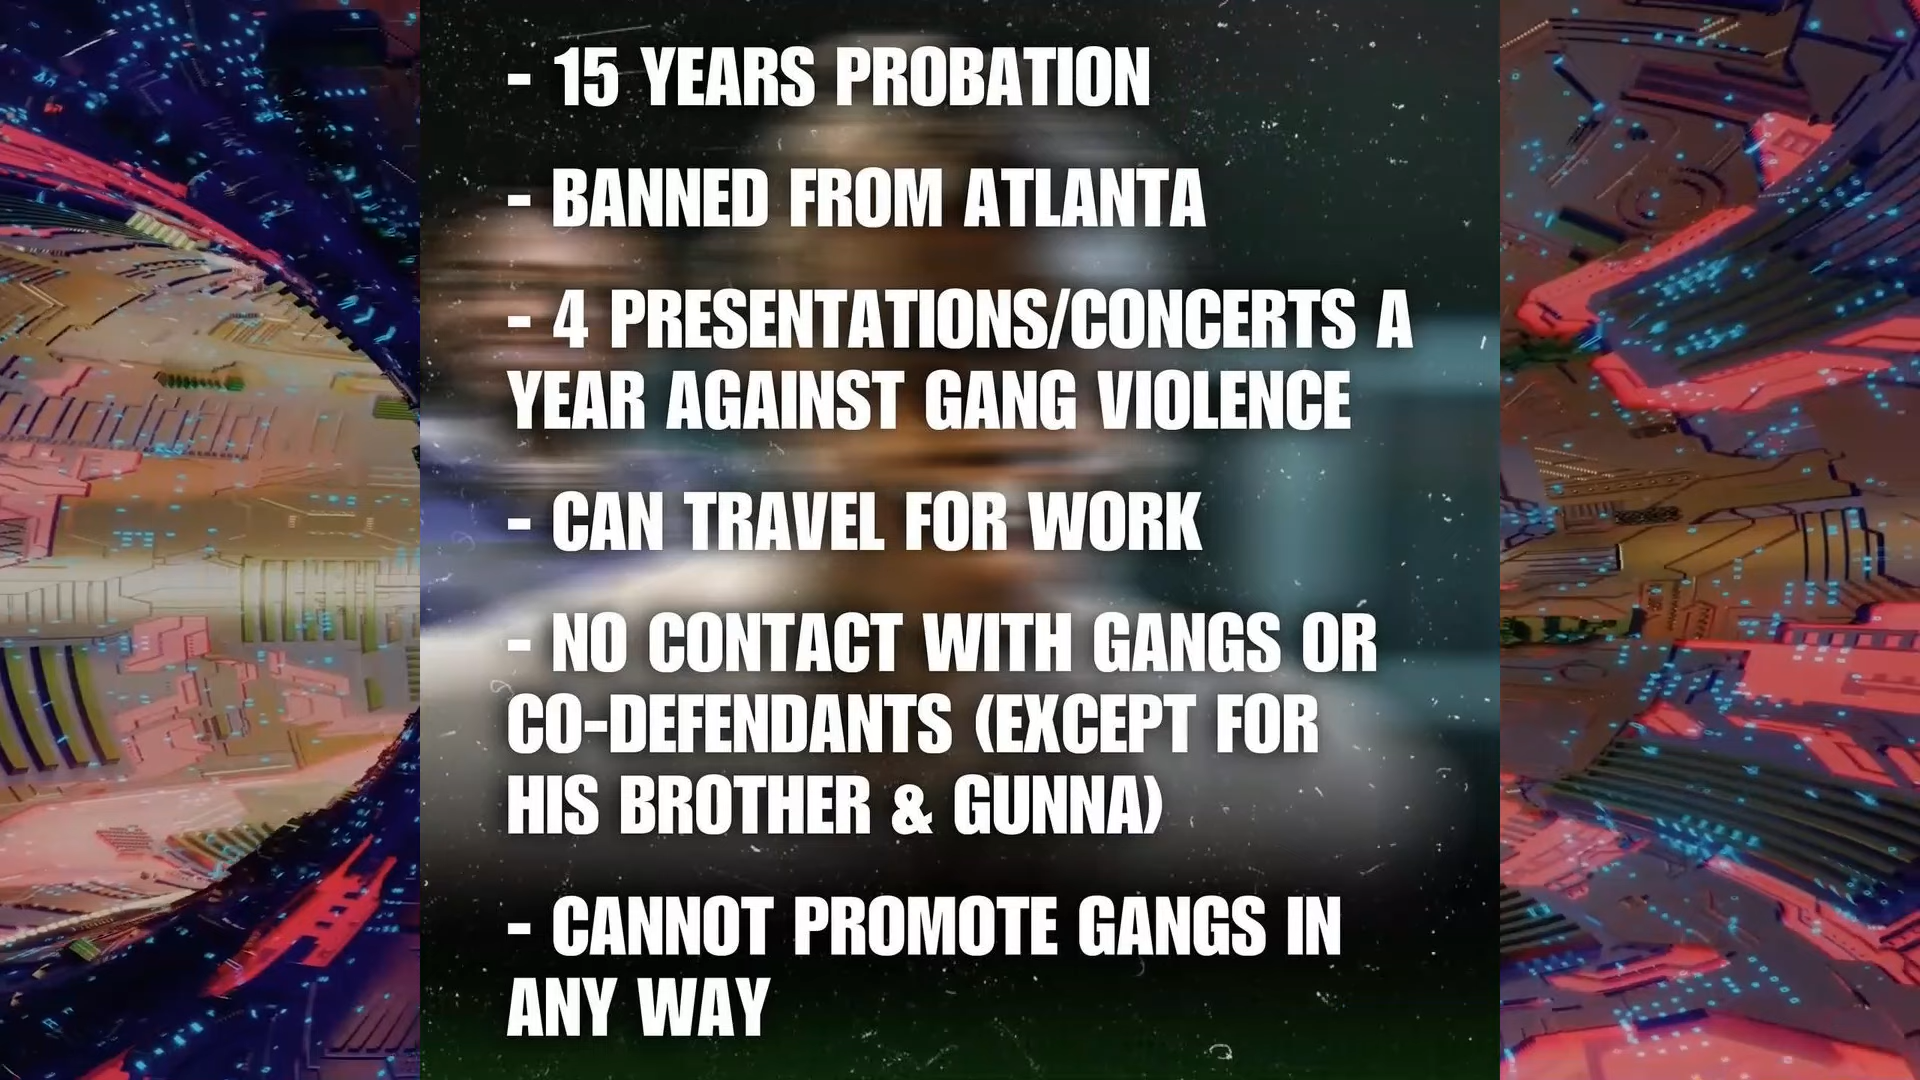 - 15 YEARS PROBATION
- BANNED FROM ATLANTA
- 4 PRESENTATIONS/CONCERTS A
YEAR AGAINST GANG VIOLENCE
- CAN TRAVEL FOR WORK
- NO CONTACT WITH GANGS OR
CO-DEFENDANTS (EXCEPT FOR
HIS BROTHER & GUNNA)
- CANNOT PROMOTE GANGS IN
ANY WAY